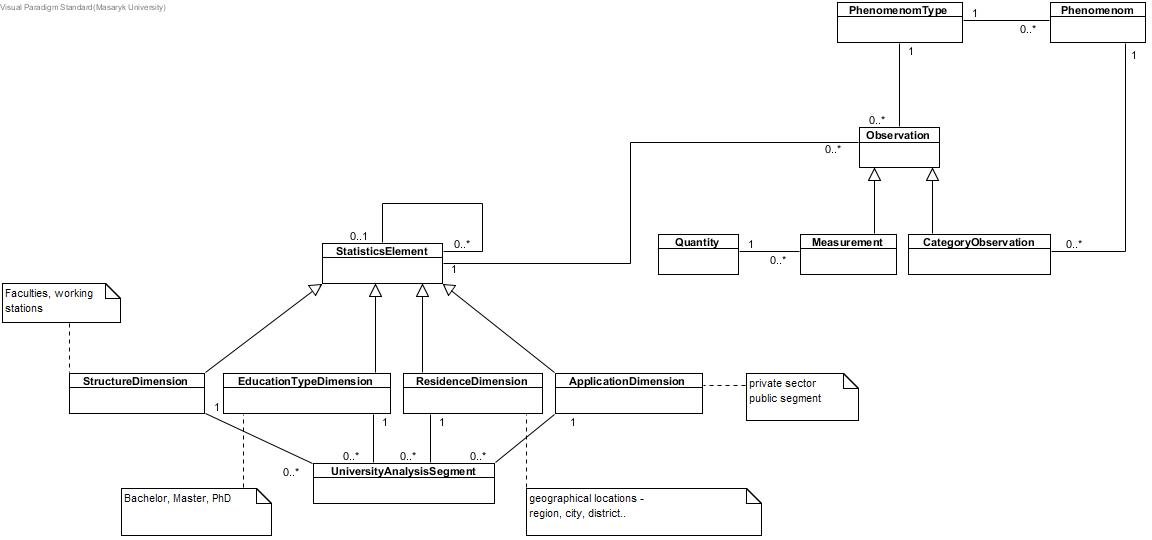 Visual Paradigm Standard(Masaryk University)
PhenomenomType
1
0..*
Phenomenom
1
1
0..*
Observation
0..*
0..1
0..*
StatisticsElement
1
Quantity
1
0..*
Measurement
CategoryObservation
0..*
Faculties, working
stations
StructureDimension
EducationTypeDimension
ResidenceDimension
ApplicationDimension
private sector
public segment
1
1
1
1
0..*
0..*
0..*
0..*
UniversityAnalysisSegment
Bachelor, Master, PhD
geographical locations -
region, city, district..